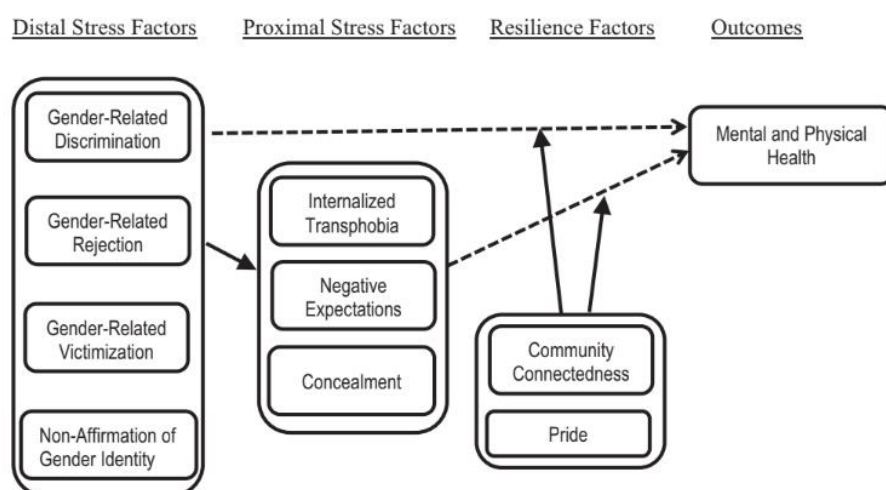 Distal Stress Factors
Proximal Stress Factors
Resilience Factors
Outcomes
Gender-Related
Discrimination
Gender-Related
Rejection
Gender-Related
Victimization
Non-Affirmation of
Gender Identity
Internalized
Transphobia
Negative
Expectations
Concealment
Community
Connectedness
Pride
Mental and Physical
Health